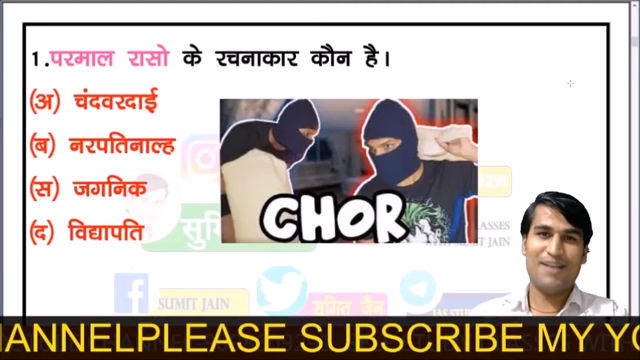 1.परमाल रासो के रचनाकार कौन है।
(अ) चंदवरदाई
(ब) नरपतिनाल्ह
(स) जगनिक
(द) विद्यापति
CHOR
SUMIT JAIN
सुमित जैन
HANNELPLEASE SUBSCRIBE MY YO